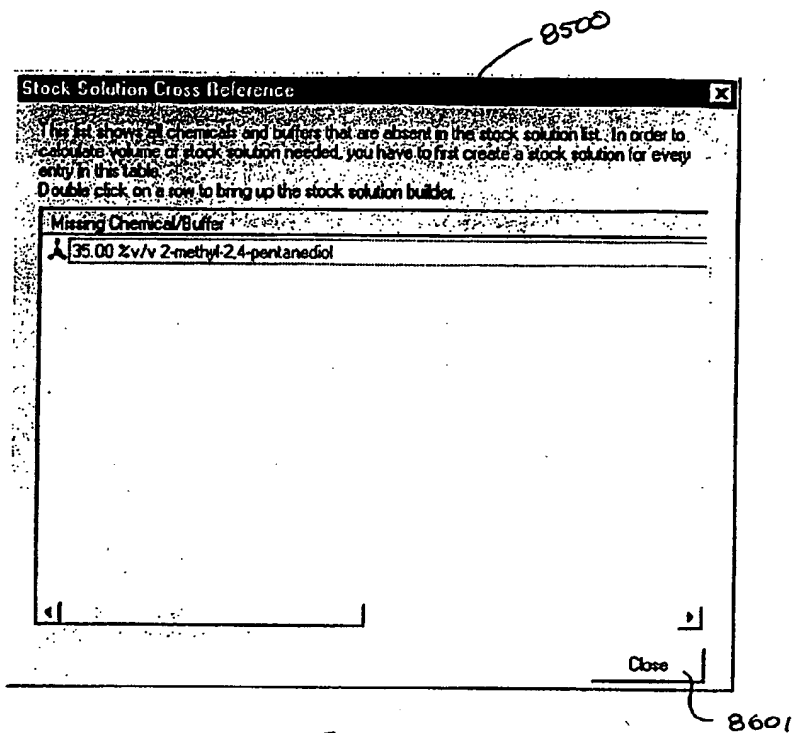 8500
Stock Solution Cross Reference
This list shows all chemicals and buffers that are absent in the stock solution list. In order to
calculate volume of stock solution needed, you have to first create a stock solution for every
entry in this table.
Double click on a row to bring up the stock solution builder.
Missing Chemical/Buffer
35.00 %v/v 2-methyl-2,4-pentanediol
Close
8601